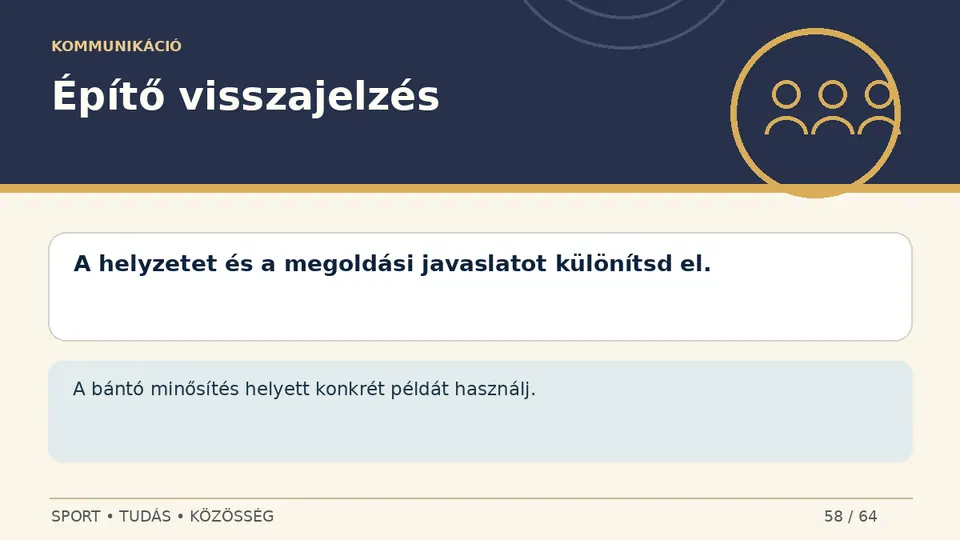 KOMMUNIKÁCIÓ
Építő visszajelzés
A helyzetet és a megoldási javaslatot különítsd el.
A bántó minősítés helyett konkrét példát használj.
SPORT • TUDÁS • KÖZÖSSÉG
58 / 64